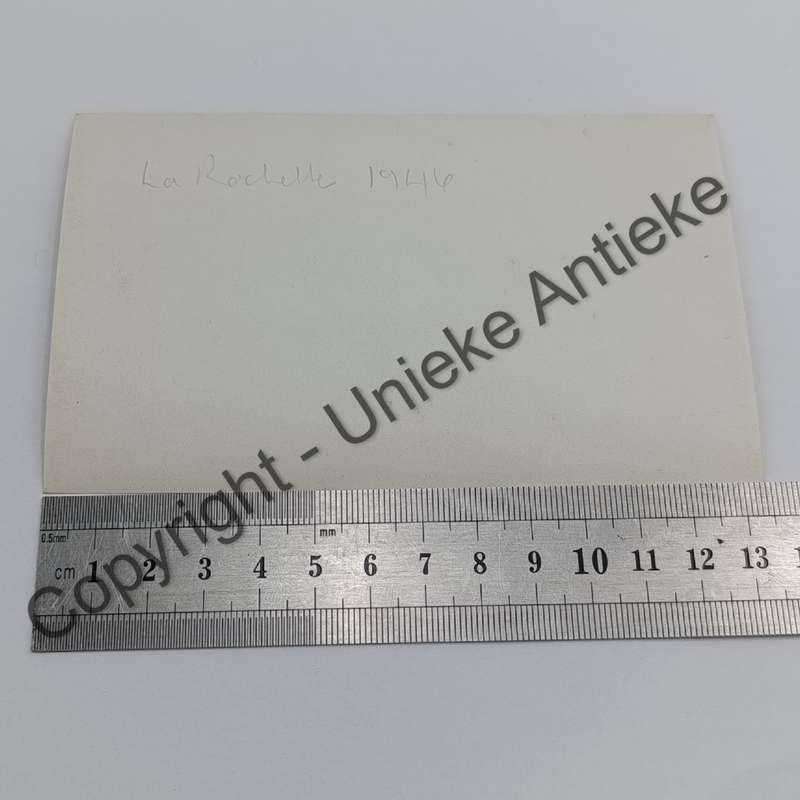 La Rochelle 1946
Copyright - Unieke Antieke
0.5mm
mm
cm 1 2 3 4 5 6 7 8 9 10 11 12 13